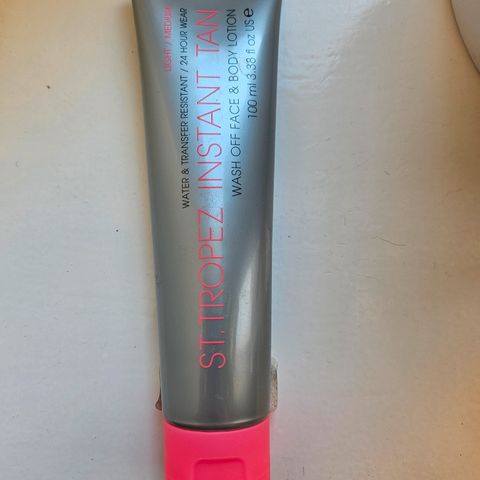 LIGHT / MEDIUM
WATER & TRANSFER RESISTANT / 24 HOUR WEAR
ST.TROPEZ INSTANT TAN
WASH OFF FACE & BODY LOTION
100 ml 3.38 fl oz US e